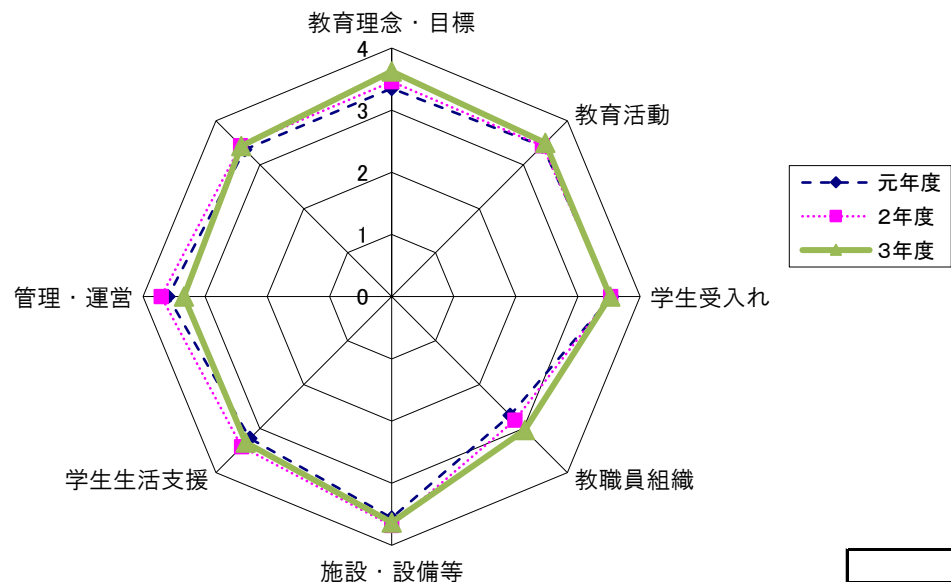 教育理念・目標
4
3
2
1
0
教育活動
学生受入れ
教職員組織
施設・設備等
学生生活支援
管理・運営
元年度
２年度
３年度